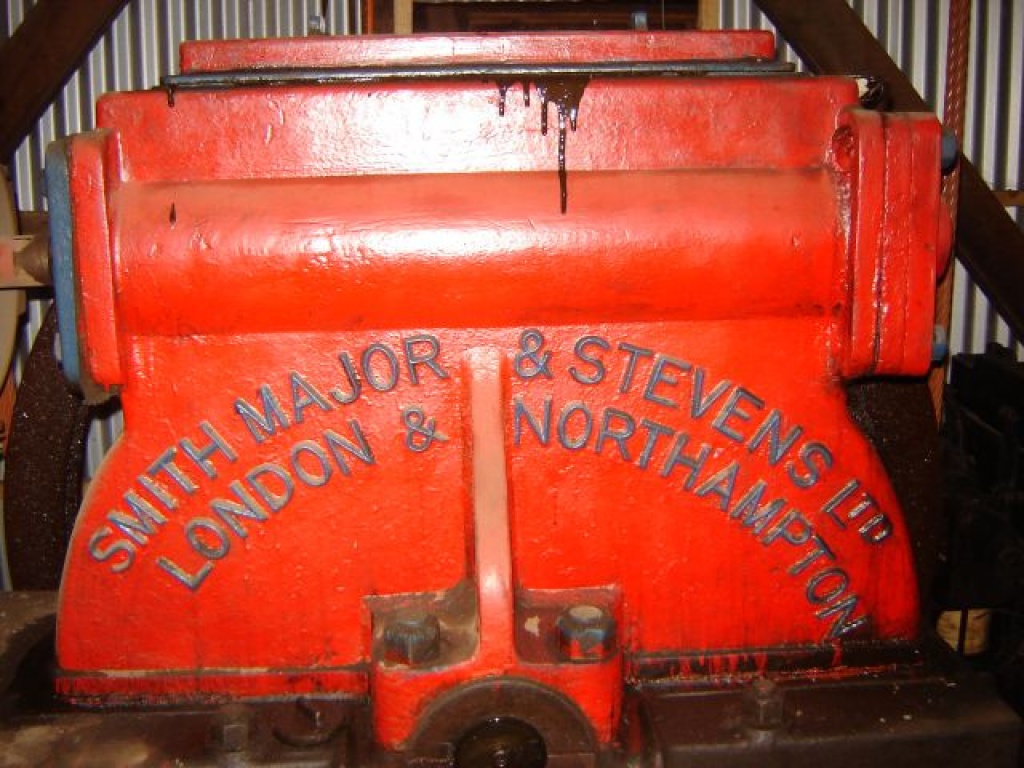 SMITH MAJOR & STEVENS LTD
LONDON & NORTHAMPTON